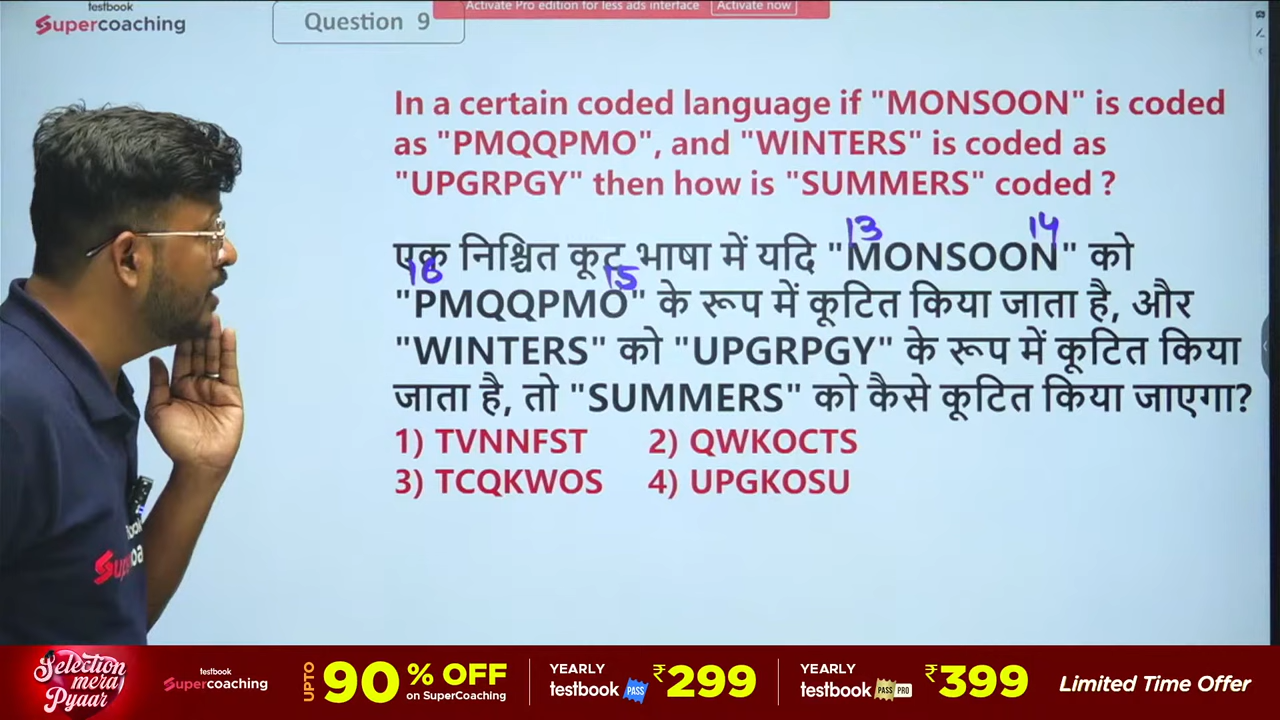 testbook
Supercoaching
Question 9
Activate Pro edition for less ads interface Activate now
In a certain coded language if "MONSOON" is coded
as "PMQQPMO", and "WINTERS" is coded as
"UPGRPGY" then how is "SUMMERS" coded ?
13 14
एक निश्चित कूट भाषा में यदि "MONSOON" को
16 15
"PMQQPMO" के रूप में कूटित किया जाता है, और
"WINTERS" को "UPGRPGY" के रूप में कूटित किया
जाता है, तो "SUMMERS" को कैसे कूटित किया जाएगा?
1) TVNNFST 2) QWKOCTS
3) TCQKWOS 4) UPGKOSU
Selection mera Pyaar
testbook
Supercoaching
UPTO 90% OFF on SuperCoaching
YEARLY testbook PASS ₹299
YEARLY testbook PASS PRO ₹399
Limited Time Offer